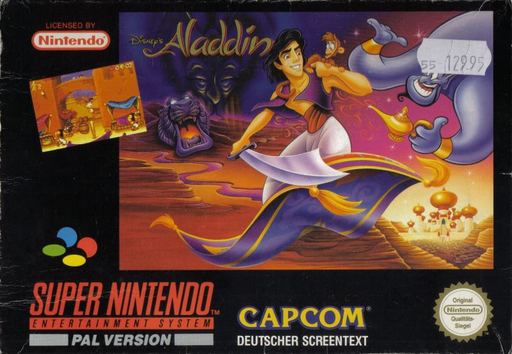 LICENSED BY
Nintendo
DISNEY'S
Aladdin
55 129.95
SUPER NINTENDO
ENTERTAINMENT SYSTEM
TM
PAL VERSION
CAPCOM
DEUTSCHER SCREENTEXT
Original
Nintendo
Qualitäts-
Siegel